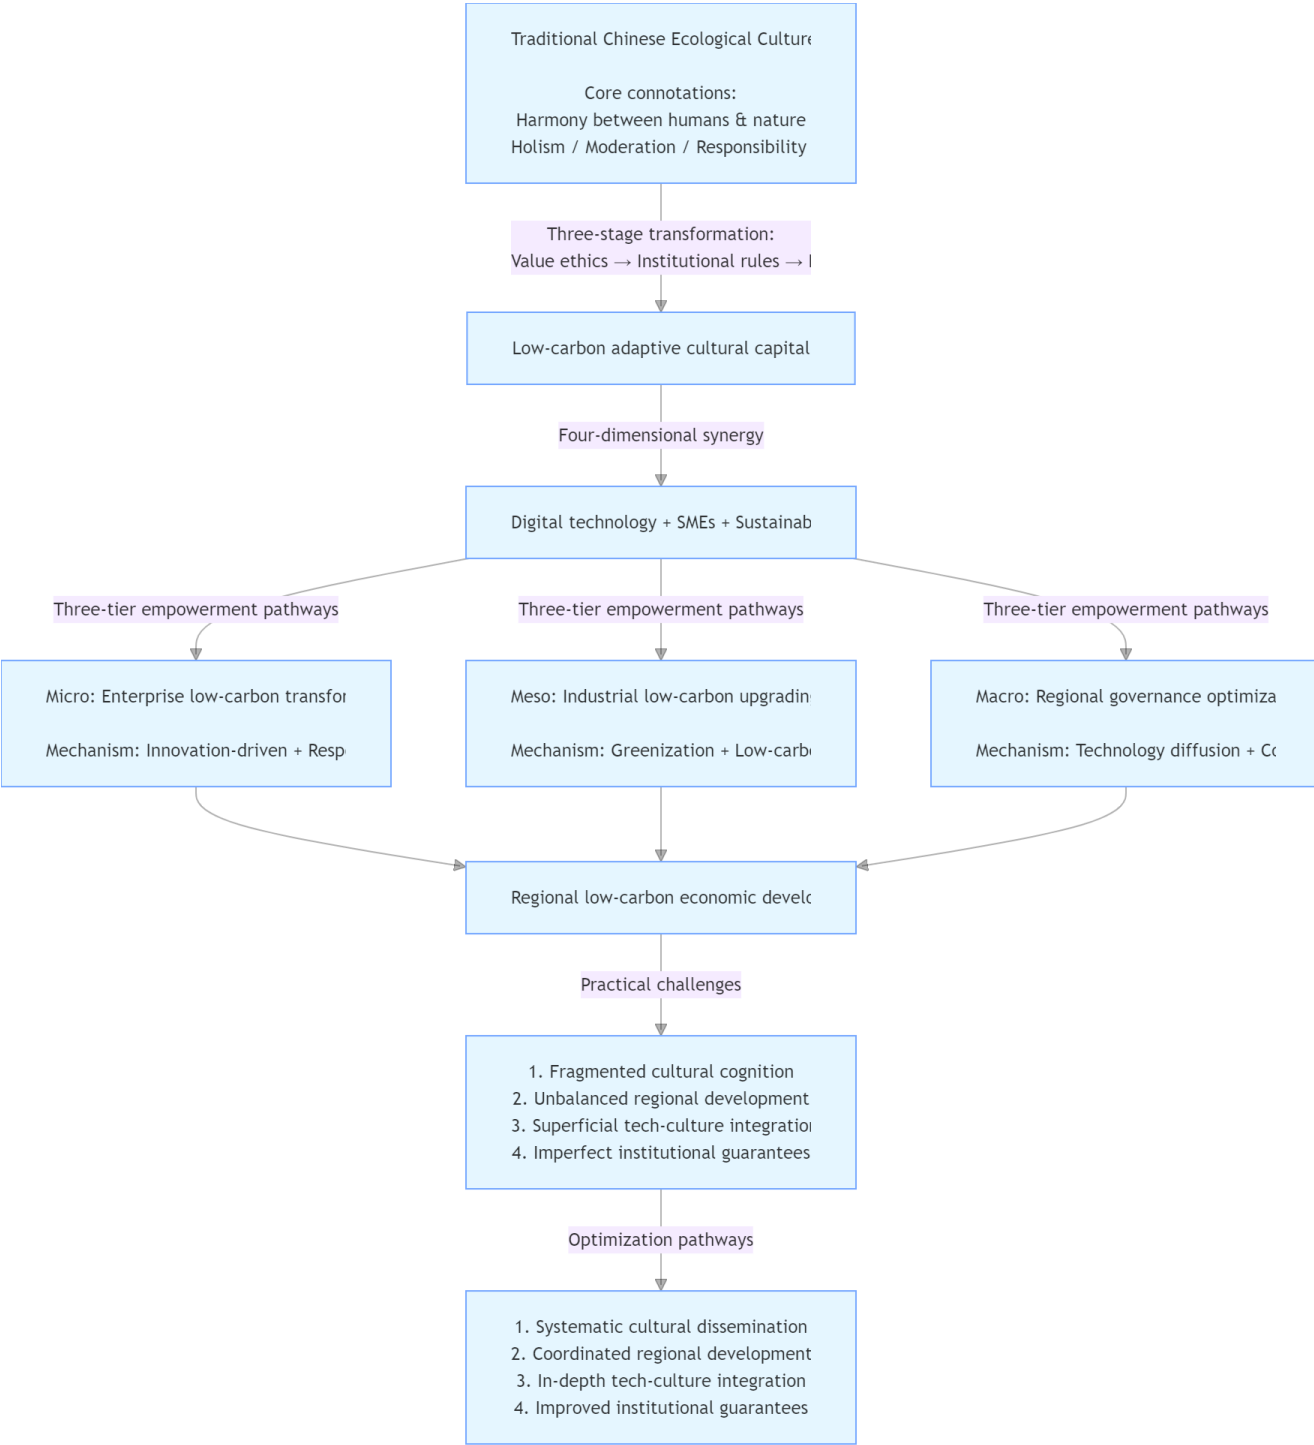 Traditional Chinese Ecological Culture
Core connotations:
Harmony between humans & nature
Holism / Moderation / Responsibility
Three-stage transformation:
Value ethics → Institutional rules →
Low-carbon adaptive cultural capital
Four-dimensional synergy
Digital technology + SMEs + Sustainab
Three-tier empowerment pathways
Three-tier empowerment pathways
Three-tier empowerment pathways
Micro: Enterprise low-carbon transfor
Mechanism: Innovation-driven + Resp
Meso: Industrial low-carbon upgradin
Mechanism: Greenization + Low-carb
Macro: Regional governance optimiza
Mechanism: Technology diffusion + Co
Regional low-carbon economic develo
Practical challenges
1. Fragmented cultural cognition
2. Unbalanced regional development
3. Superficial tech-culture integration
4. Imperfect institutional guarantees
Optimization pathways
1. Systematic cultural dissemination
2. Coordinated regional development
3. In-depth tech-culture integration
4. Improved institutional guarantees